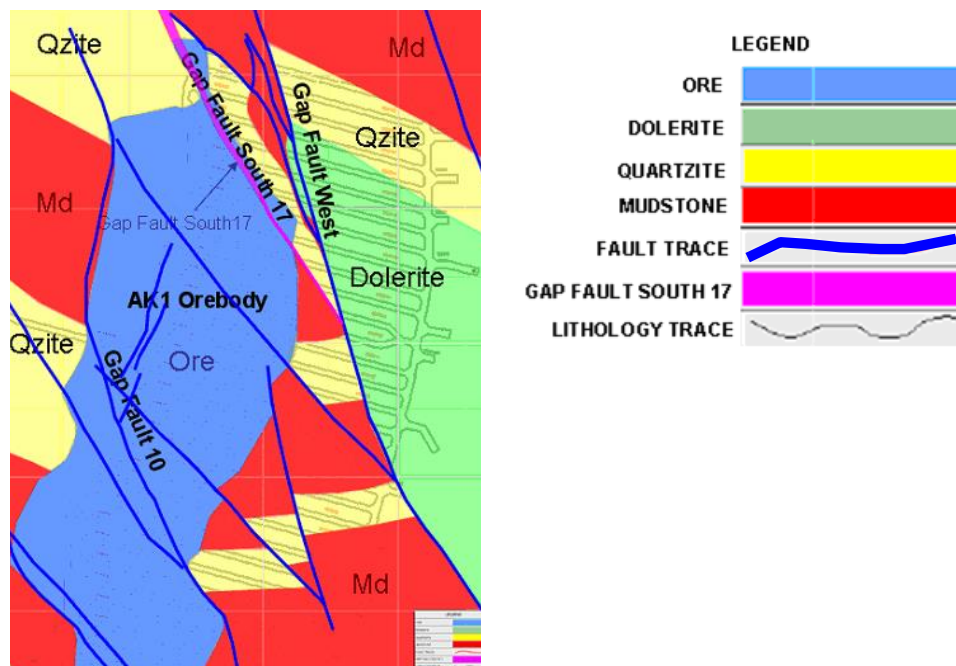 Qzite
Md
Gap Fault South 17
Gap Fault West
Qzite
Md
Gap Fault South17
Dolerite
AK1 Orebody
Qzite
Ore
Gap Fault 10
Md
LEGEND
ORE
DOLERITE
QUARTZITE
MUDSTONE
FAULT TRACE
GAP FAULT SOUTH 17
LITHOLOGY TRACE